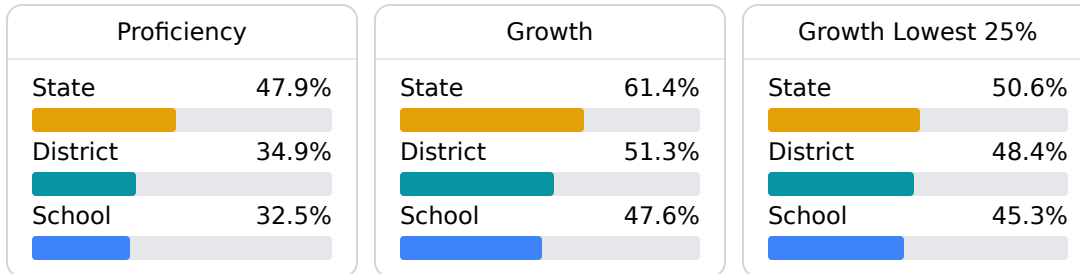 Proficiency
State 47.9%
District 34.9%
School 32.5%
Growth
State 61.4%
District 51.3%
School 47.6%
Growth Lowest 25%
State 50.6%
District 48.4%
School 45.3%